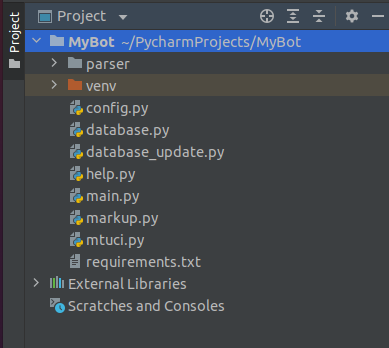 Project
Project
MyBot ~/PycharmProjects/MyBot
parser
venv
config.py
database.py
database_update.py
help.py
main.py
markup.py
mtuci.py
requirements.txt
External Libraries
Scratches and Consoles